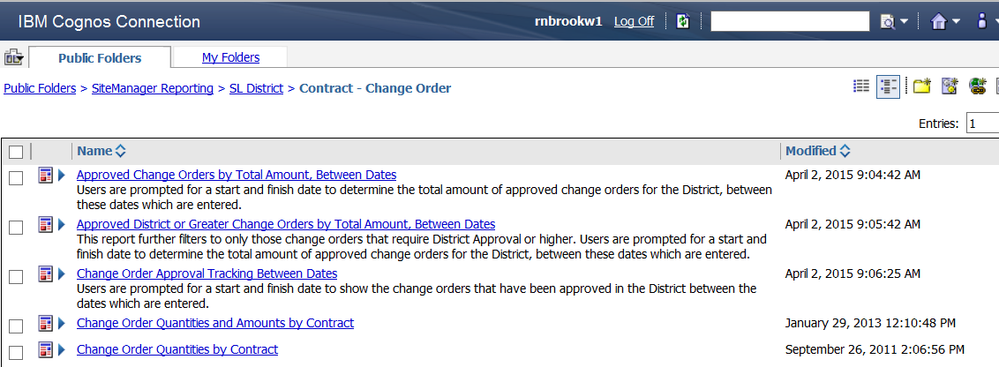 IBM Cognos Connection
rnbrookw1 Log Off
Public Folders My Folders
Public Folders > SiteManager Reporting > SL District > Contract - Change Order
Entries: 1
Name Modified
Approved Change Orders by Total Amount, Between Dates April 2, 2015 9:04:42 AM
Users are prompted for a start and finish date to determine the total amount of approved change orders for the District, between
these dates which are entered.
Approved District or Greater Change Orders by Total Amount, Between Dates April 2, 2015 9:05:42 AM
This report further filters to only those change orders that require District Approval or higher. Users are prompted for a start and
finish date to determine the total amount of approved change orders for the District, between these dates which are entered.
Change Order Approval Tracking Between Dates April 2, 2015 9:06:25 AM
Users are prompted for a start and finish date to show the change orders that have been approved in the District between the
dates which are entered.
Change Order Quantities and Amounts by Contract January 29, 2013 12:10:48 PM
Change Order Quantities by Contract September 26, 2011 2:06:56 PM